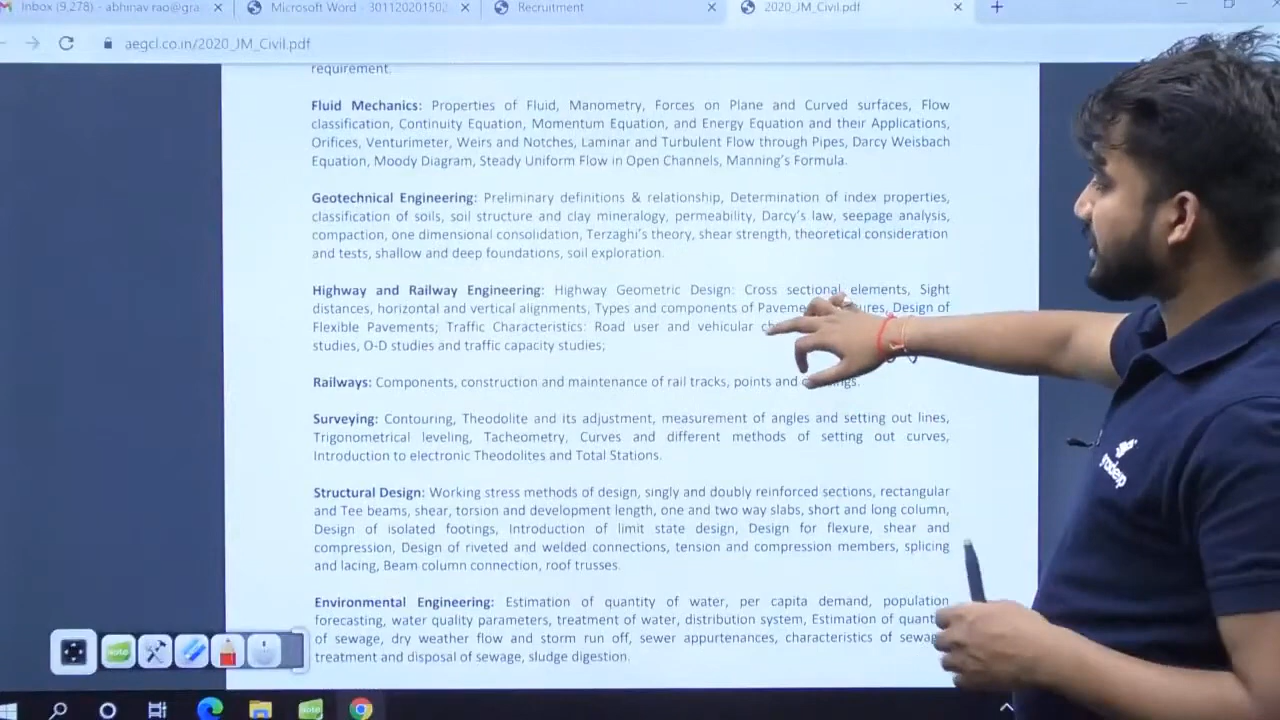 Inbox (9,278) - abhinav.rao@gra
Microsoft Word - 301120201502
Recruitment
2020_JM_Civil.pdf
aegcl.co.in/2020_JM_Civil.pdf
requirement.
Fluid Mechanics: Properties of Fluid, Manometry, Forces on Plane and Curved surfaces, Flow
classification, Continuity Equation, Momentum Equation, and Energy Equation and their Applications,
Orifices, Venturimeter, Weirs and Notches, Laminar and Turbulent Flow through Pipes, Darcy Weisbach
Equation, Moody Diagram, Steady Uniform Flow in Open Channels, Manning's Formula.
Geotechnical Engineering: Preliminary definitions & relationship, Determination of index properties,
classification of soils, soil structure and clay mineralogy, permeability, Darcy's law, seepage analysis,
compaction, one dimensional consolidation, Terzaghi's theory, shear strength, theoretical consideration
and tests, shallow and deep foundations, soil exploration.
Highway and Railway Engineering: Highway Geometric Design: Cross sectional elements, Sight
distances, horizontal and vertical alignments, Types and components of Design of
Flexible Pavements; Traffic Characteristics: Road user and vehicular
studies, O-D studies and traffic capacity studies;
Railways: Components, construction and maintenance of rail tracks, points and
Surveying: Contouring, Theodolite and its adjustment, measurement of angles and setting out lines,
Trigonometrical leveling, Tacheometry, Curves and different methods of setting out curves,
Introduction to electronic Theodolites and Total Stations.
Structural Design: Working stress methods of design, singly and doubly reinforced sections, rectangular
and Tee beams, shear, torsion and development length, one and two way slabs, short and long column,
Design of isolated footings, Introduction of limit state design, Design for flexure, shear and
compression, Design of riveted and welded connections, tension and compression members, splicing
and lacing, Beam column connection, roof trusses.
Environmental Engineering: Estimation of quantity of water, per capita demand, population
forecasting, water quality parameters, treatment of water, distribution system, Estimation of
of sewage, dry weather flow and storm run off, sewer appurtenances, characteristics of
treatment and disposal of sewage, sludge digestion.
note
note
gradeup